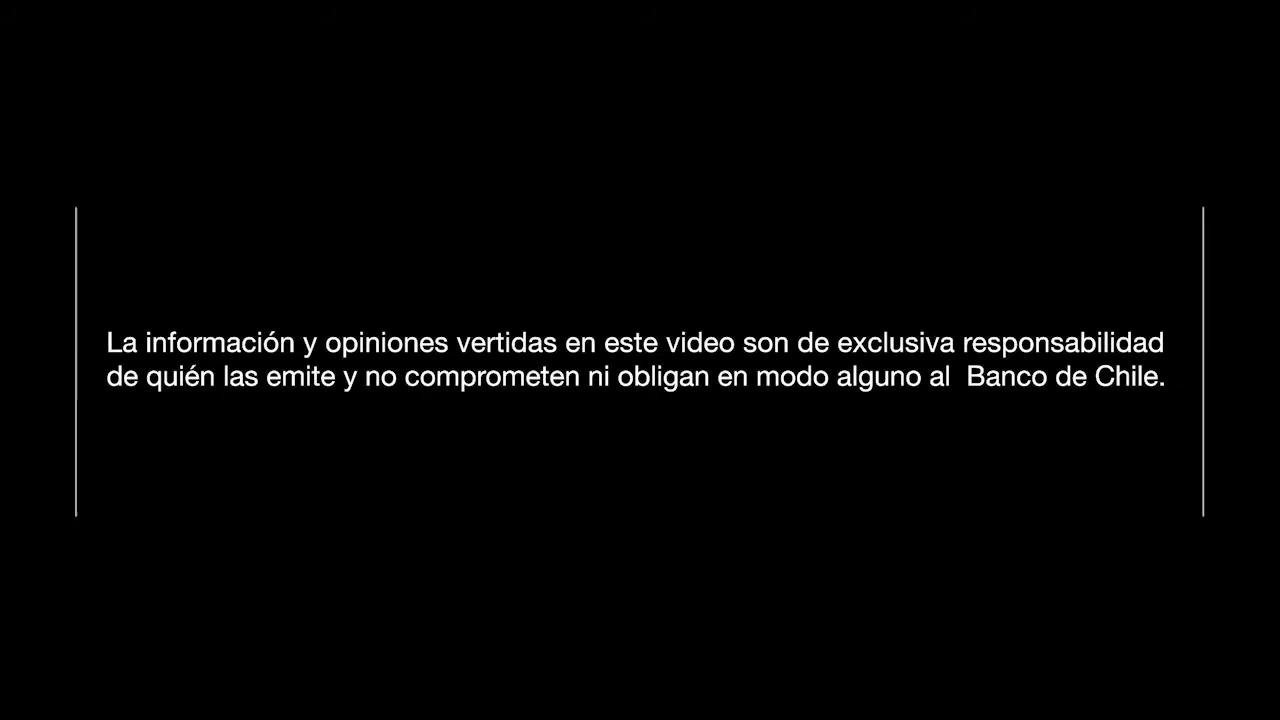 La información y opiniones vertidas en este video son de exclusiva responsabilidad
de quién las emite y no comprometen ni obligan en modo alguno al  Banco de Chile.